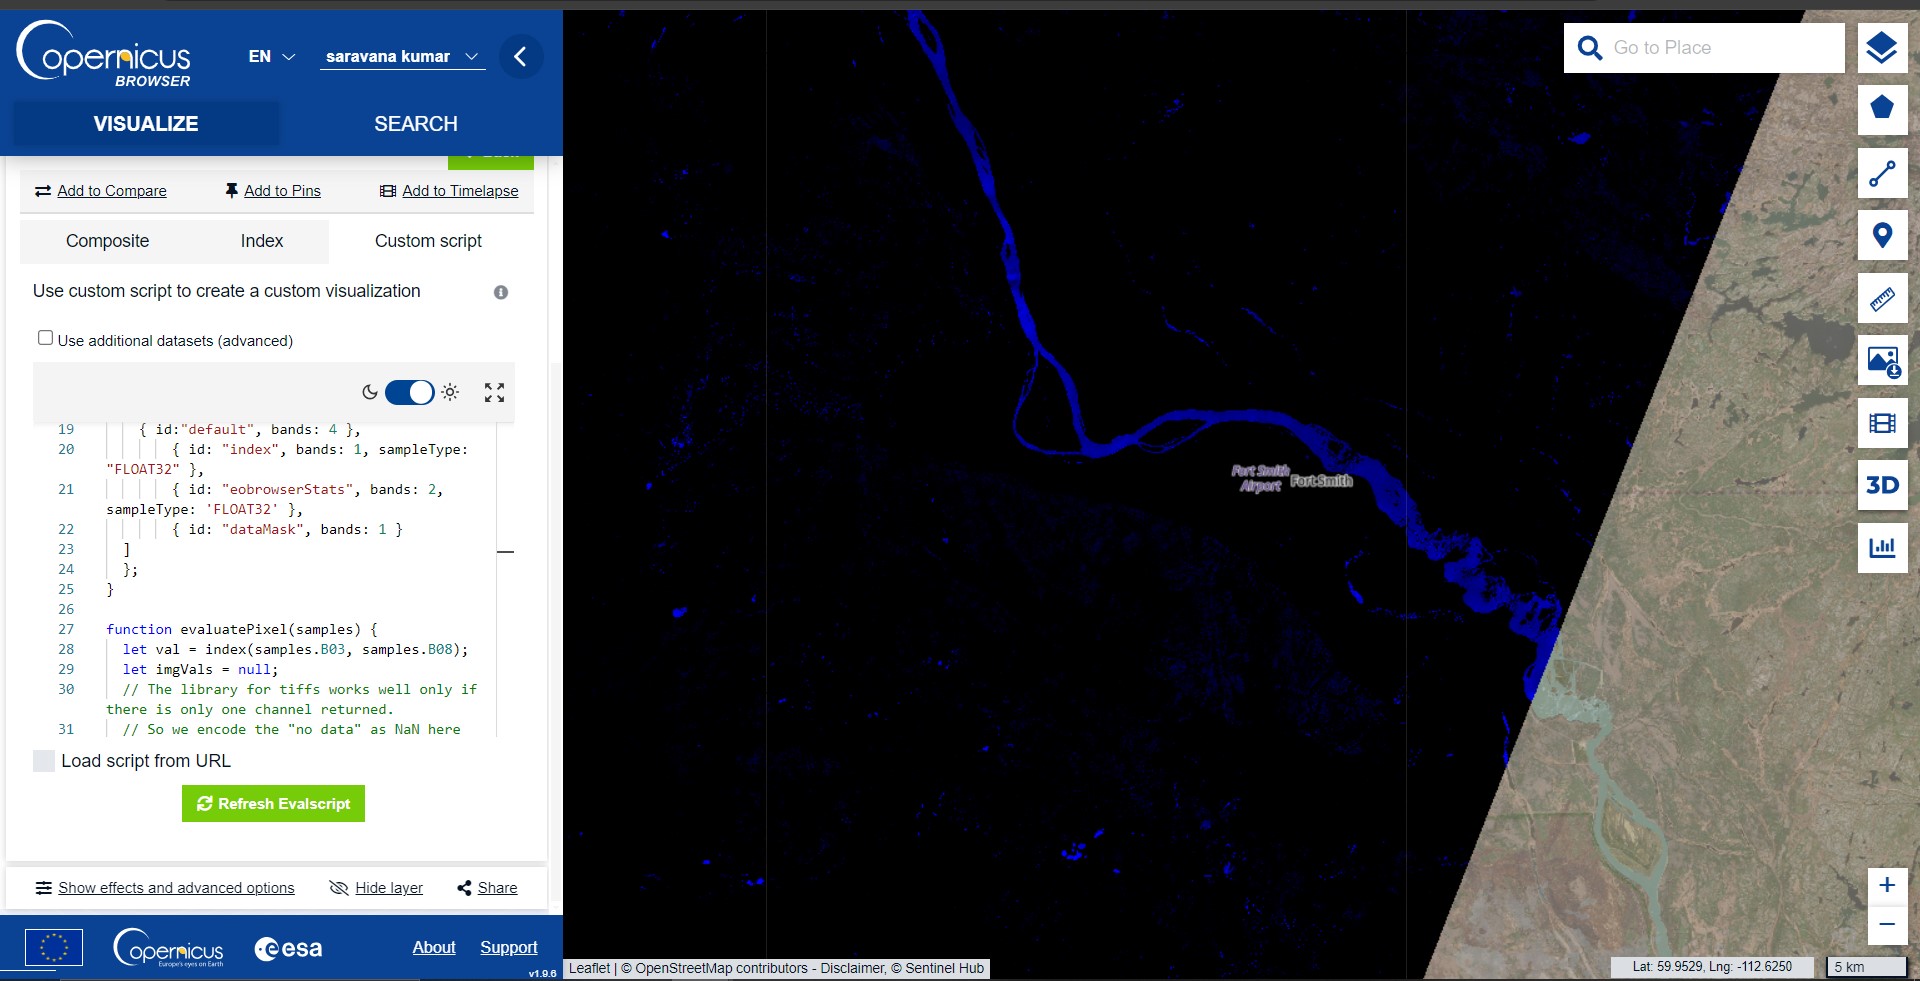 Copernicus
BROWSER
EN
saravana kumar
VISUALIZE
SEARCH
Add to Compare
Add to Pins
Add to Timelapse
Composite
Index
Custom script
Use custom script to create a custom visualization
Use additional datasets (advanced)
19 { id:"default", bands: 4 },
20 { id: "index", bands: 1, sampleType:
"FLOAT32" },
21 { id: "eobrowserStats", bands: 2,
sampleType: 'FLOAT32' },
22 { id: "dataMask", bands: 1 }
23 ]
24 };
25 }
26
27 function evaluatePixel(samples) {
28 let val = index(samples.B03, samples.B08);
29 let imgVals = null;
30 // The library for tiffs works well only if
there is only one channel returned.
31 // So we encode the "no data" as NaN here
Load script from URL
Refresh Evalscript
Show effects and advanced options
Hide layer
Share
Copernicus
Europe's eyes on Earth
esa
About
Support
v1.9.6
Go to Place
3D
Fort Smith
Airport
Fort Smith
+
−
Leaflet | © OpenStreetMap contributors - Disclaimer, © Sentinel Hub
Lat: 59.9529, Lng: -112.6250
5 km